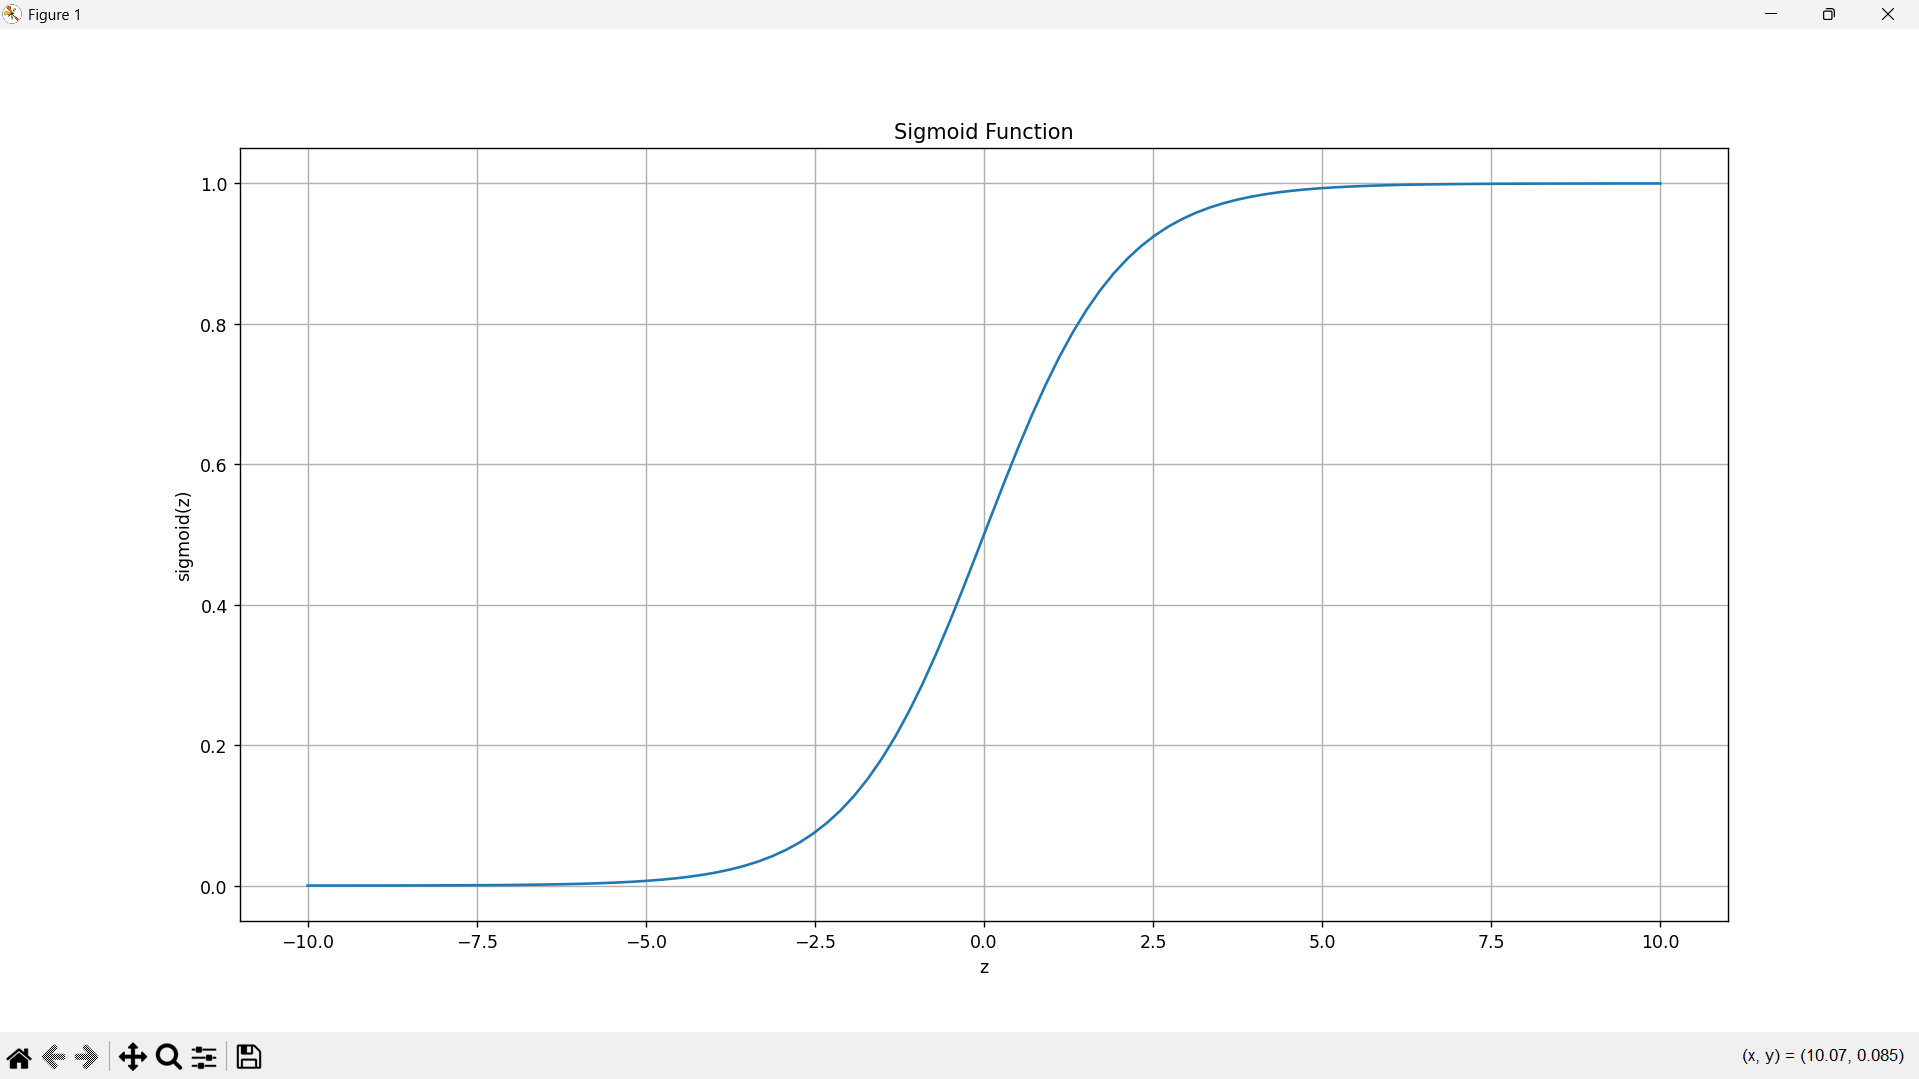 Figure 1
Sigmoid Function
1.0
0.8
0.6
0.4
0.2
0.0
sigmoid(z)
−10.0 −7.5 −5.0 −2.5 0.0 2.5 5.0 7.5 10.0
z
(x, y) = (10.07, 0.085)